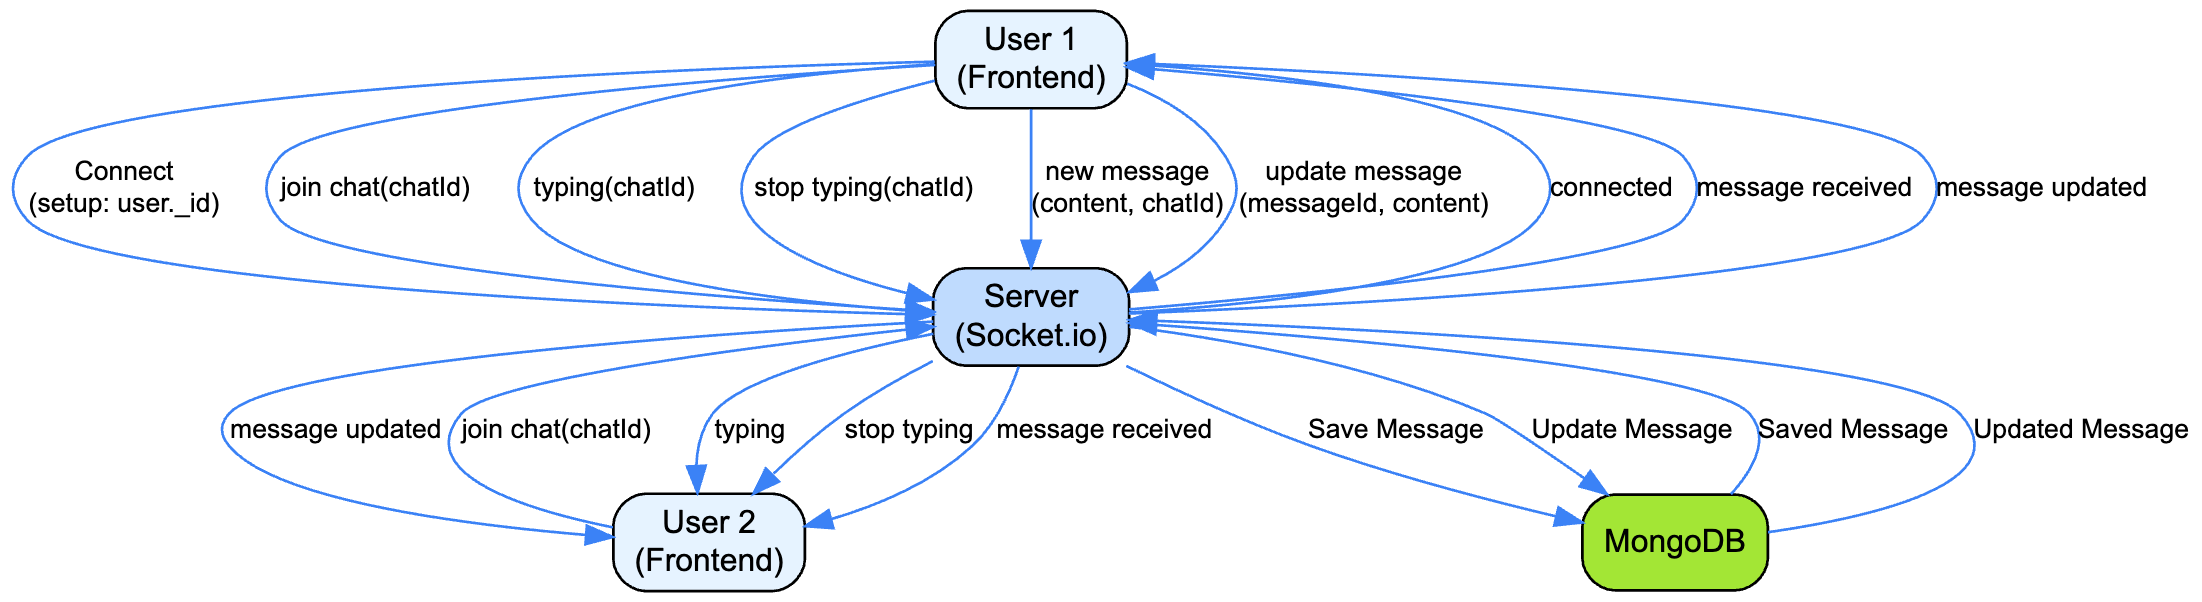 User 1
(Frontend)
Connect
(setup: user._id)
join chat(chatId)
typing(chatId)
stop typing(chatId)
new message
(content, chatId)
update message
(messageId, content)
connected
message received
message updated
Server
(Socket.io)
message updated
join chat(chatId)
typing
stop typing
message received
Save Message
Update Message
Saved Message
Updated Message
User 2
(Frontend)
MongoDB